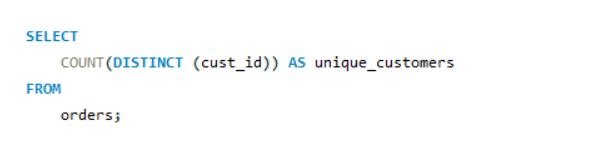 SELECT
    COUNT(DISTINCT (cust_id)) AS unique_customers
FROM
    orders;